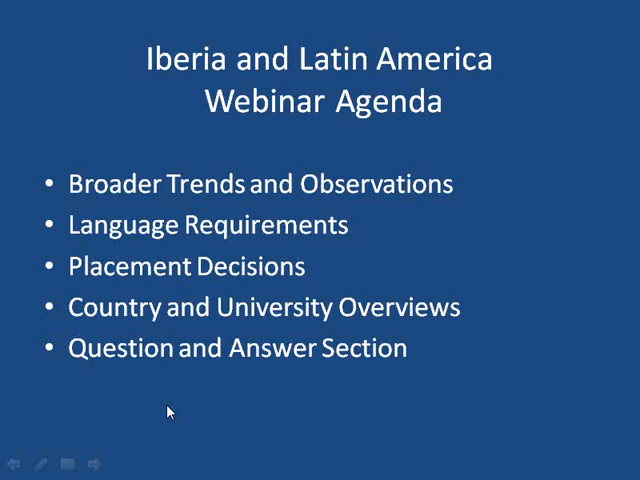 Iberia and Latin America
Webinar Agenda
• Broader Trends and Observations
• Language Requirements
• Placement Decisions
• Country and University Overviews
• Question and Answer Section